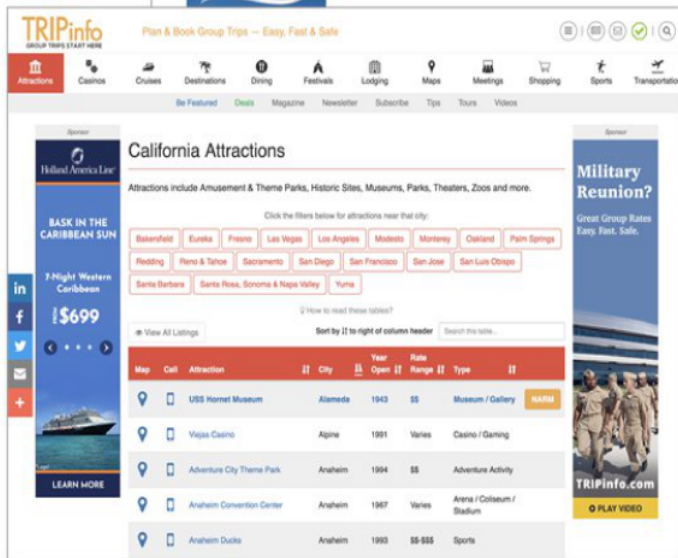 TRIPinfo
GROUP TRIPS START HERE
Plan & Book Group Trips — Easy, Fast & Safe
Attractions Casinos Cruises Destinations Dining Festivals Lodging Maps Meetings Shopping Sports Transportatio
Be Featured Deals Magazine Newsletter Subscribe Tips Tours Videos
Sponsor
Holland America Line
BASK IN THE
CARIBBEAN SUN
7-Night Western
Caribbean
FROM $699
LEARN MORE
California Attractions
Attractions include Amusement & Theme Parks, Historic Sites, Museums, Parks, Theaters, Zoos and more.
Click the filters below for attractions near that city:
Bakersfield Eureka Fresno Las Vegas Los Angeles Modesto Monterey Oakland Palm Springs
Redding Reno & Tahoe Sacramento San Diego San Francisco San Jose San Luis Obispo
Santa Barbara Santa Rosa, Sonoma & Napa Valley Yuma
How to read these tables?
View All Listings Sort by to right of column header Search this table..
Map Call Attraction City Year Open Rate Range Type
USS Hornet Museum Alameda 1943 $$ Museum / Gallery NARM
Viejas Casino Alpine 1991 Varies Casino / Gaming
Adventure City Theme Park Anaheim 1994 $$ Adventure Activity
Anaheim Convention Center Anaheim 1967 Varies Arena / Coliseum / Stadium
Anaheim Ducks Anaheim 1993 $$-$$$ Sports
Sponsor
Military
Reunion?
Great Group Rates
Easy. Fast. Safe.
TRIPinfo.com
PLAY VIDEO